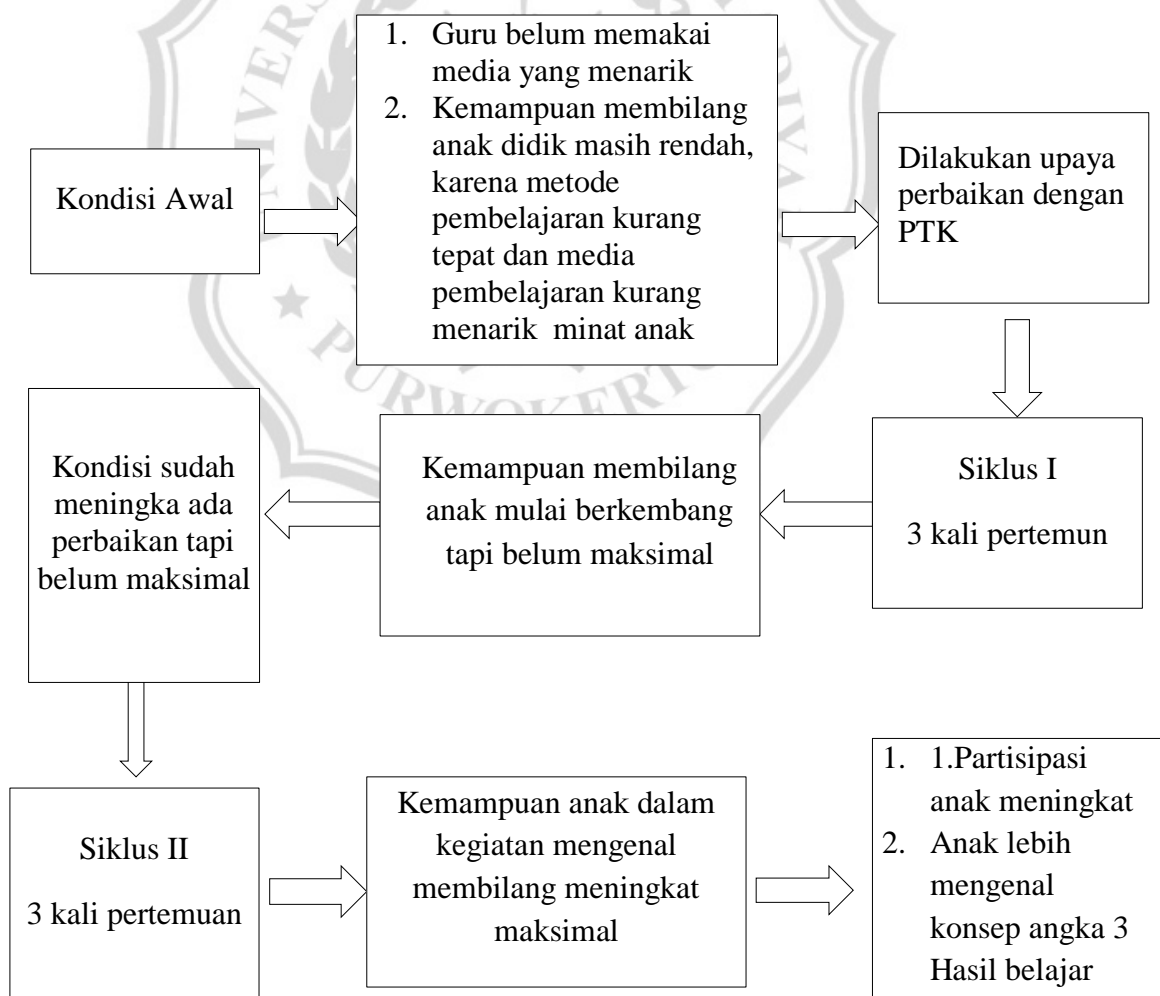 Kondisi Awal
1. Guru belum memakai
media yang menarik
2. Kemampuan membilang
anak didik masih rendah,
karena metode
pembelajaran kurang
tepat dan media
pembelajaran kurang
menarik minat anak
Dilakukan upaya
perbaikan dengan
PTK
Siklus I
3 kali pertemun
Kemampuan membilang
anak mulai berkembang
tapi belum maksimal
Kondisi sudah
meningka ada
perbaikan tapi
belum maksimal
Siklus II
3 kali pertemuan
Kemampuan anak dalam
kegiatan mengenal
membilang meningkat
maksimal
1. 1.Partisipasi
anak meningkat
2. Anak lebih
mengenal
konsep angka 3
Hasil belajar
PURWOKERTO